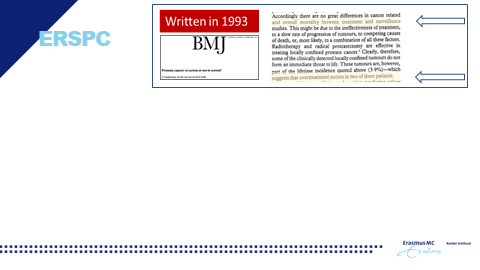 ERSPC
Written in 1993
BMJ
Prostate cancer: to screen or not to screen?
Accordingly there are no great differences in cancer related
and overall mortality between treatment and surveillance
studies. This might be due to the ineffectiveness of treatment,
to a slow rate of progression of tumours, to competing causes
of death, or, most likely, to a combination of all these factors.
Radiotherapy and radical prostatectomy are effective in
treating locally confined prostate cancer. Clearly, therefore,
some of the clinically detected locally confined tumours do not
form an immediate threat to life. These tumours are, however,
part of the lifetime incidence quoted above (3·9%)—which
suggests that overtreatment occurs in two of three patients.
Erasmus MC
Kanker Instituut
Erasmus